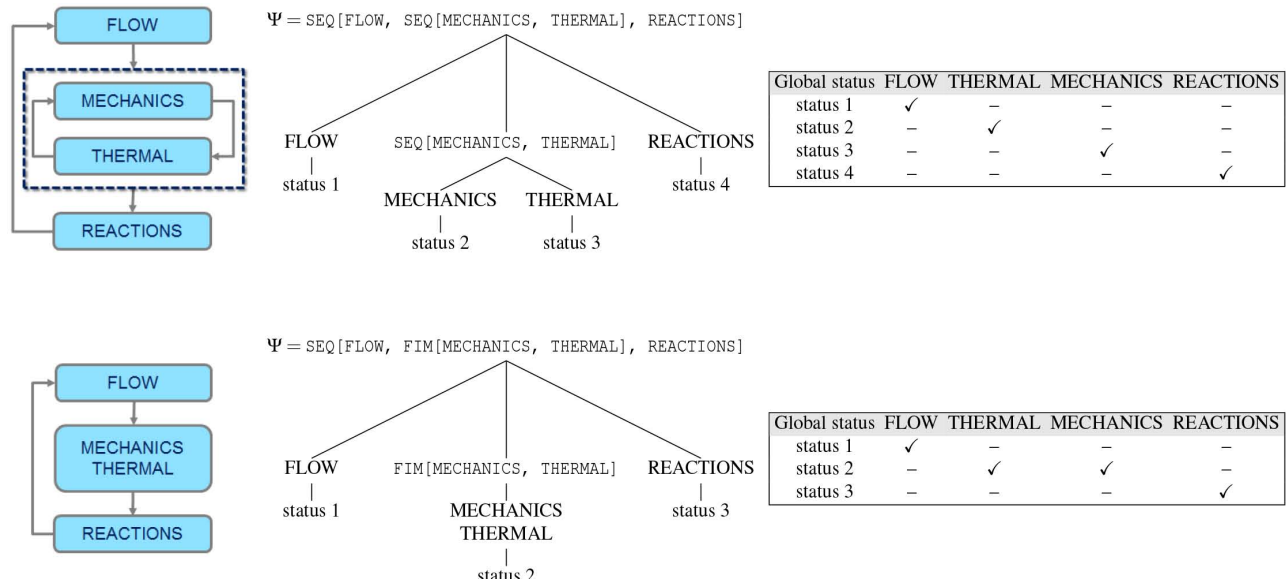 FLOW
MECHANICS
THERMAL
REACTIONS
Ψ = SEQ[FLOW, SEQ[MECHANICS, THERMAL], REACTIONS]
FLOW SEQ[MECHANICS, THERMAL] REACTIONS
status 1 status 4
MECHANICS THERMAL
status 2 status 3
Global status FLOW THERMAL MECHANICS REACTIONS
status 1 ✓ – – –
status 2 – ✓ – –
status 3 – – ✓ –
status 4 – – – ✓
FLOW
MECHANICS
THERMAL
REACTIONS
Ψ = SEQ[FLOW, FIM[MECHANICS, THERMAL], REACTIONS]
FLOW FIM[MECHANICS, THERMAL] REACTIONS
status 1 MECHANICS status 3
THERMAL
status 2
Global status FLOW THERMAL MECHANICS REACTIONS
status 1 ✓ – – –
status 2 – ✓ ✓ –
status 3 – – – ✓